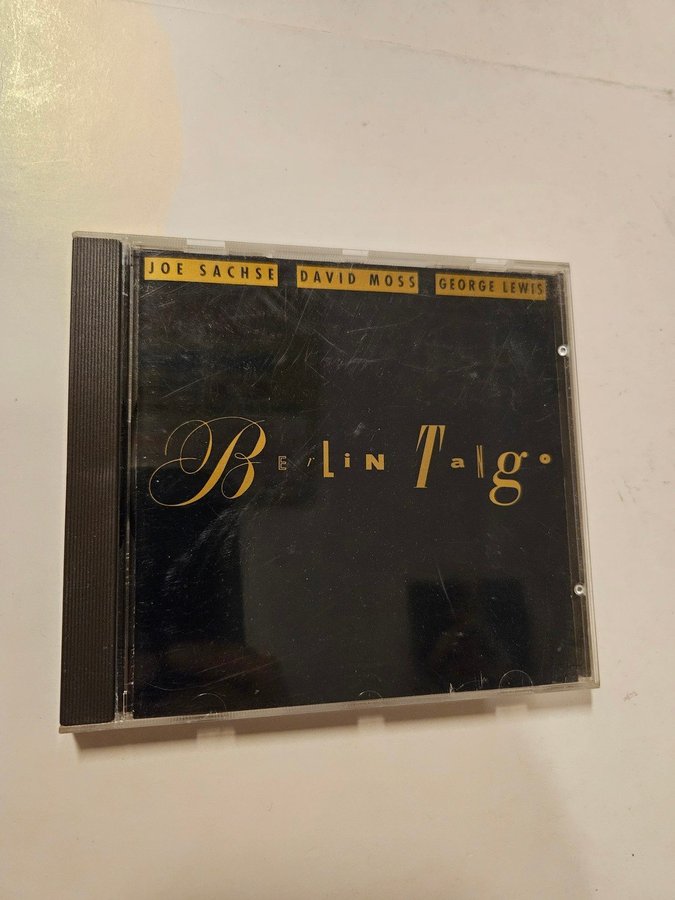 JOE SACHSE DAVID MOSS GEORGE LEWIS
BErLiN TaNgo